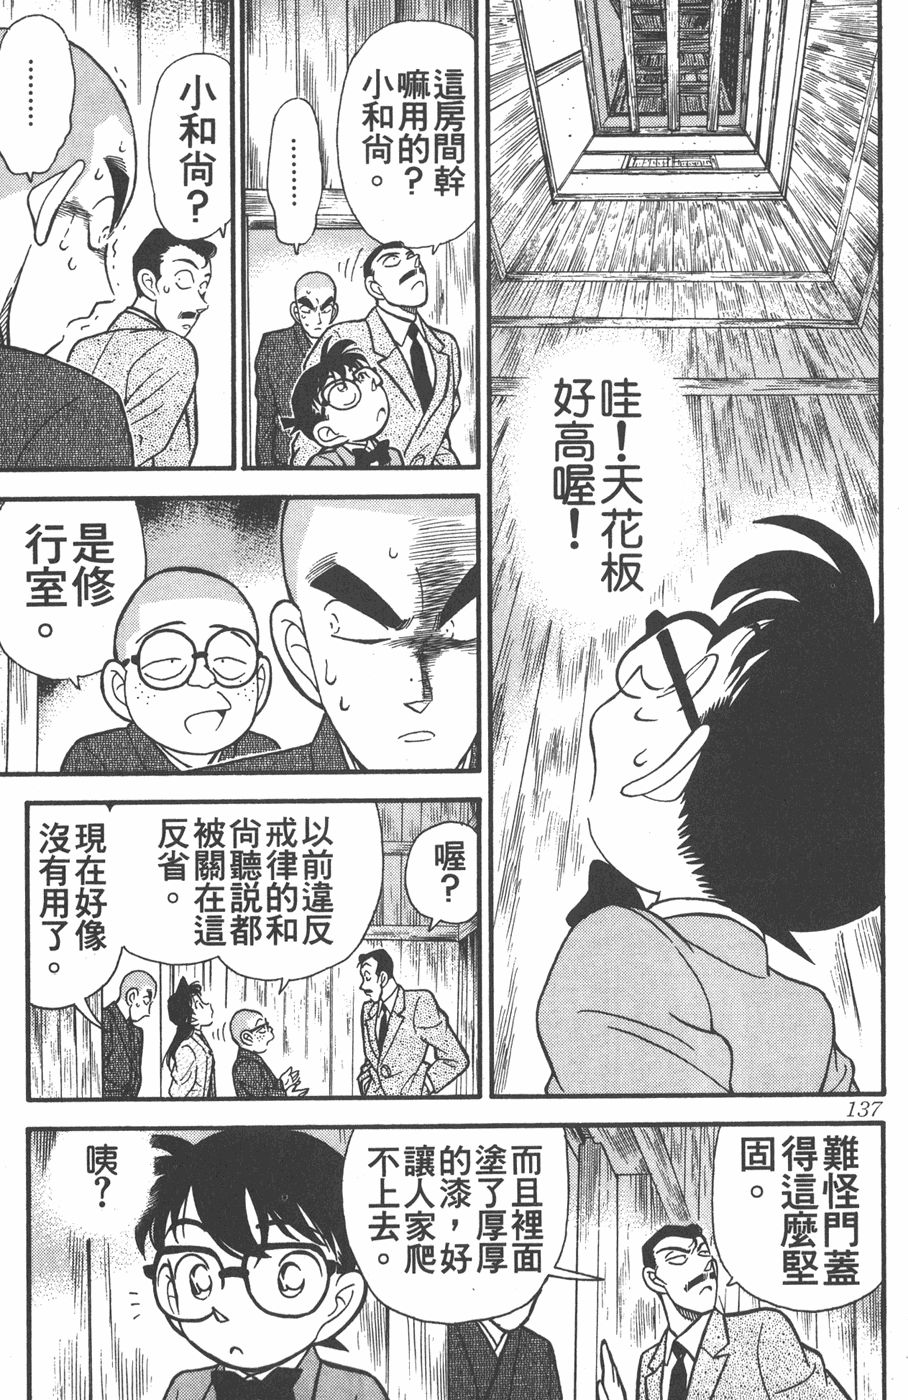 哇！天花板
好高喔！
這房間幹
嘛用的？
小和尚。
………
小和尚？
………
是修
行室。
喔？
以前違反
戒律的和
尚聽說都
被關在這
反省。
現在好像
沒有用了。
137
難怪門蓋
得這麼堅
固。
而且裡面
塗了厚厚
的漆，好
讓人家爬
不上去。
咦？